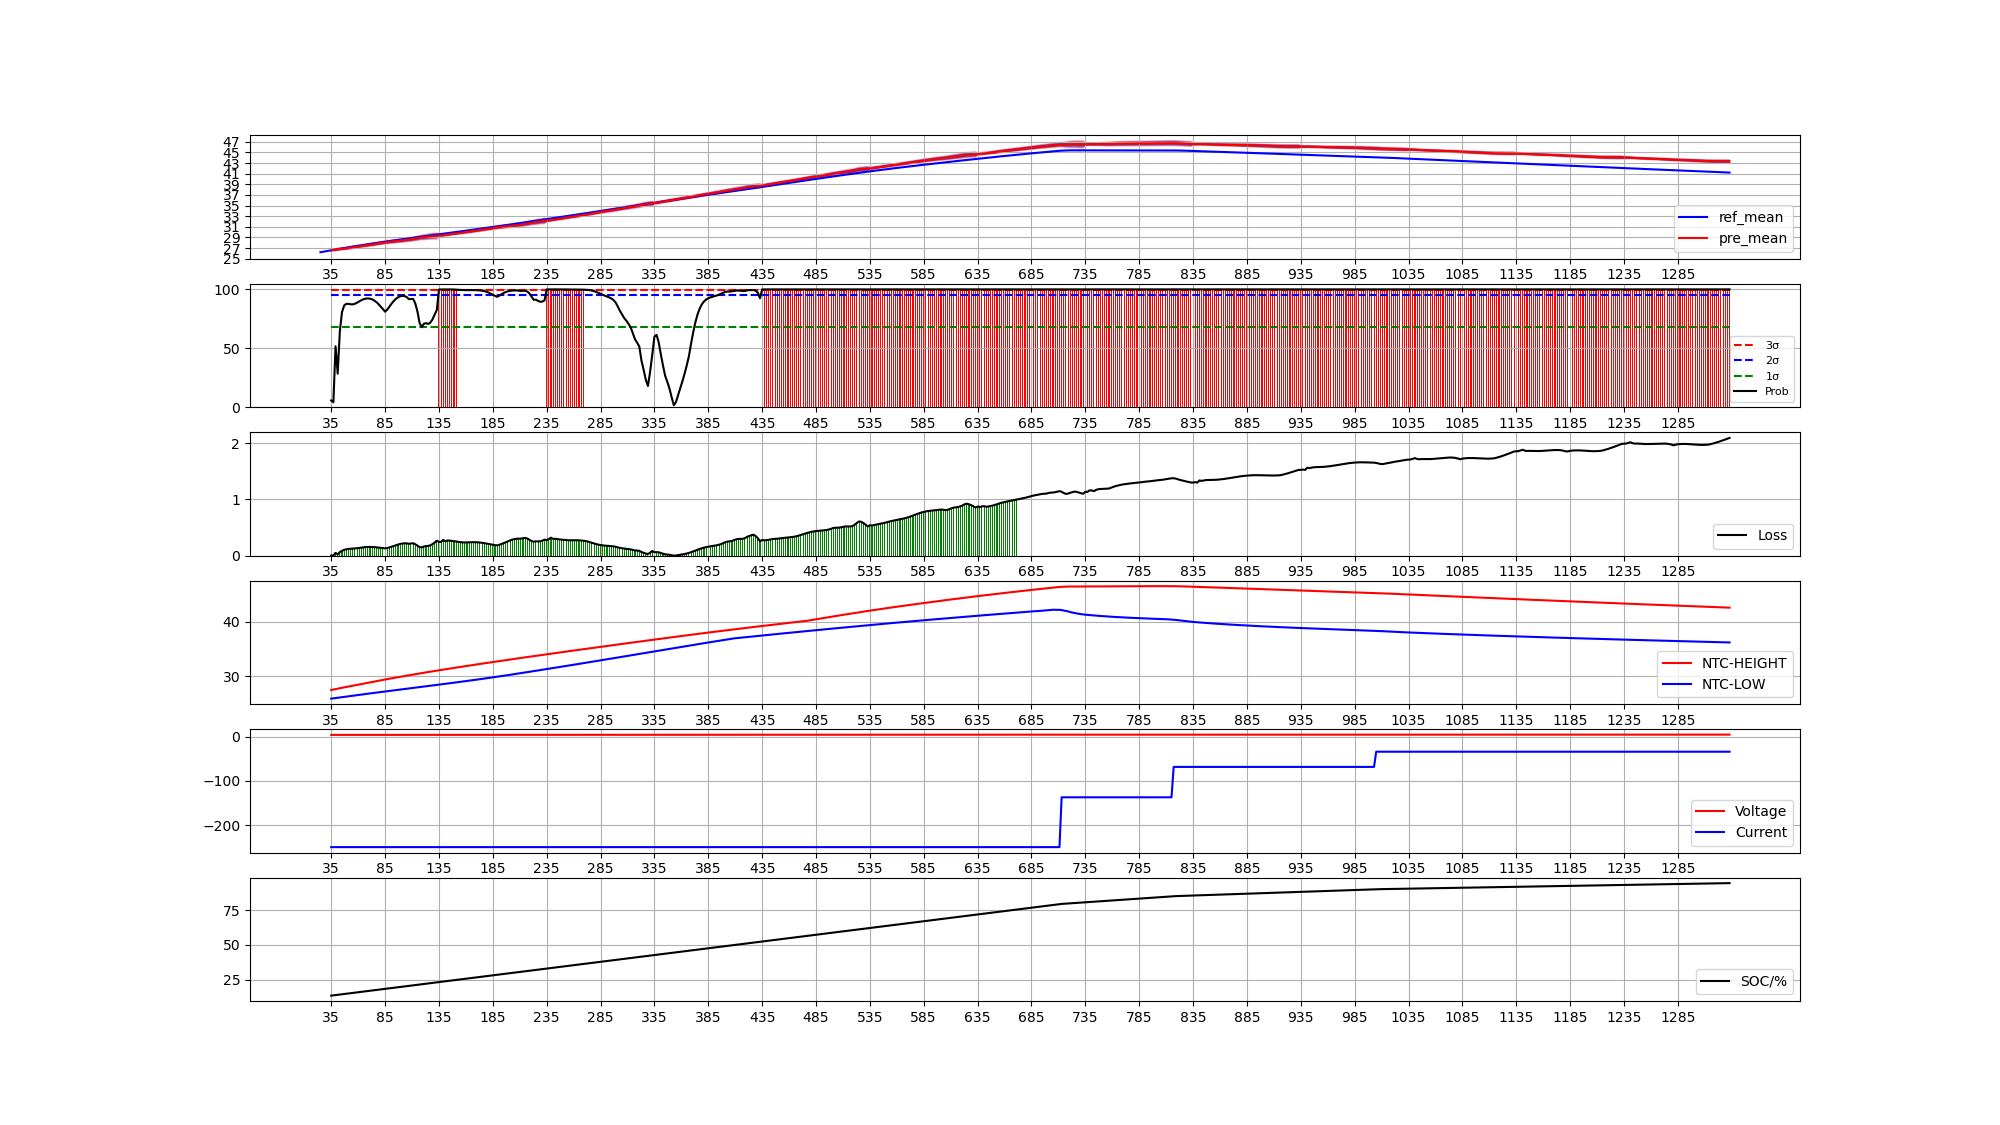 47
45
43
41
39
37
35
33
31
29
27
25
ref_mean
pre_mean
35 85 135 185 235 285 335 385 435 485 535 585 635 685 735 785 835 885 935 985 1035 1085 1135 1185 1235 1285
100
50
0
3σ
2σ
1σ
Prob
35 85 135 185 235 285 335 385 435 485 535 585 635 685 735 785 835 885 935 985 1035 1085 1135 1185 1235 1285
2
1
0
Loss
35 85 135 185 235 285 335 385 435 485 535 585 635 685 735 785 835 885 935 985 1035 1085 1135 1185 1235 1285
40
30
NTC-HEIGHT
NTC-LOW
35 85 135 185 235 285 335 385 435 485 535 585 635 685 735 785 835 885 935 985 1035 1085 1135 1185 1235 1285
0
−100
−200
Voltage
Current
35 85 135 185 235 285 335 385 435 485 535 585 635 685 735 785 835 885 935 985 1035 1085 1135 1185 1235 1285
75
50
25
SOC/%
35 85 135 185 235 285 335 385 435 485 535 585 635 685 735 785 835 885 935 985 1035 1085 1135 1185 1235 1285